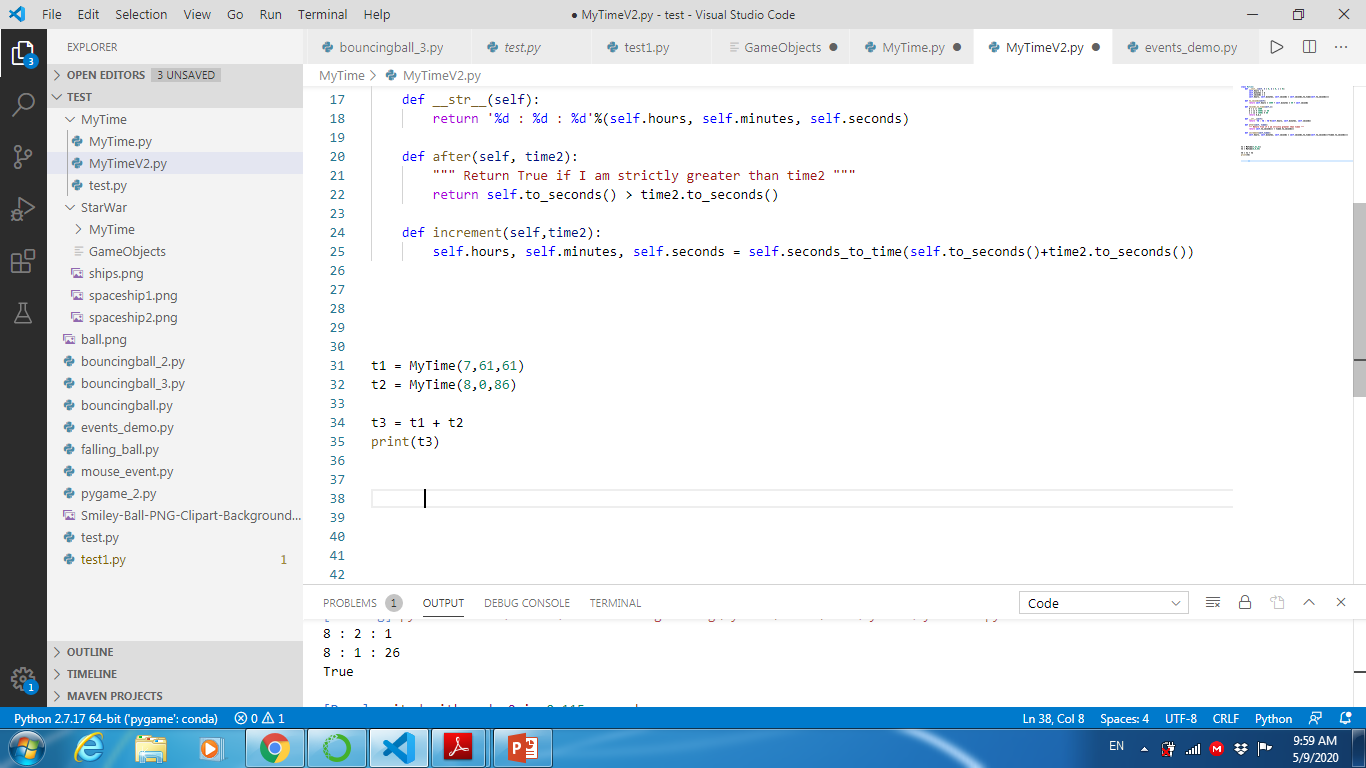 File Edit Selection View Go Run Terminal Help ● MyTimeV2.py - test - Visual Studio Code
EXPLORER
bouncingball_3.py test.py test1.py GameObjects ● MyTime.py ● MyTimeV2.py ● events_demo.py
OPEN EDITORS 3 UNSAVED
TEST
MyTime
MyTime.py
MyTimeV2.py
test.py
StarWar
MyTime
GameObjects
ships.png
spaceship1.png
spaceship2.png
ball.png
bouncingball_2.py
bouncingball_3.py
bouncingball.py
events_demo.py
falling_ball.py
mouse_event.py
pygame_2.py
Smiley-Ball-PNG-Clipart-Background...
test.py
test1.py 1
OUTLINE
TIMELINE
MAVEN PROJECTS
3
1
MyTime > MyTimeV2.py
17 def __str__(self):
18 return '%d : %d : %d'%(self.hours, self.minutes, self.seconds)
19
20 def after(self, time2):
21 """ Return True if I am strictly greater than time2 """
22 return self.to_seconds() > time2.to_seconds()
23
24 def increment(self,time2):
25 self.hours, self.minutes, self.seconds = self.seconds_to_time(self.to_seconds()+time2.to_seconds())
26
27
28
29
30
31 t1 = MyTime(7,61,61)
32 t2 = MyTime(8,0,86)
33
34 t3 = t1 + t2
35 print(t3)
36
37
38
39
40
41
42
PROBLEMS 1 OUTPUT DEBUG CONSOLE TERMINAL Code
8 : 2 : 1
8 : 1 : 26
True
Python 2.7.17 64-bit ('pygame': conda) 0 1 Ln 38, Col 8 Spaces: 4 UTF-8 CRLF Python
EN 9:59 AM
5/9/2020